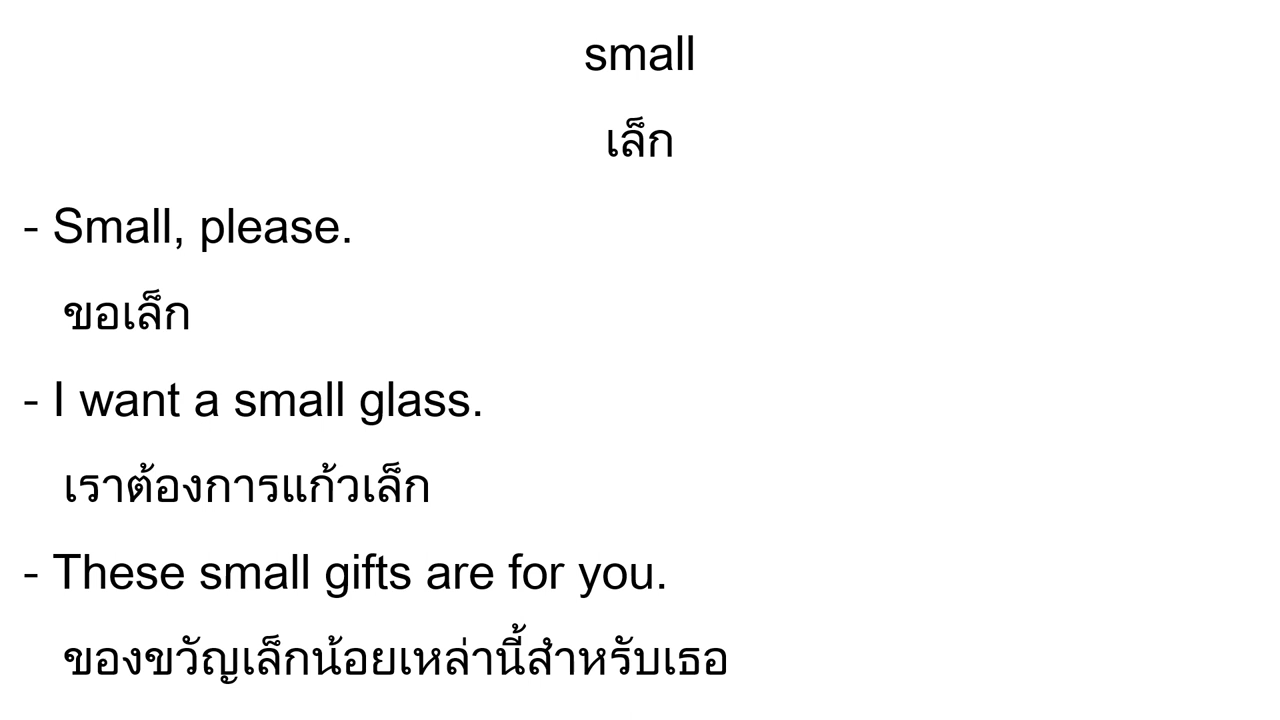 small
เล็ก
- Small, please.
ขอเล็ก
- I want a small glass.
เราต้องการแก้วเล็ก
- These small gifts are for you.
ของขวัญเล็กน้อยเหล่านี้สำหรับเธอ